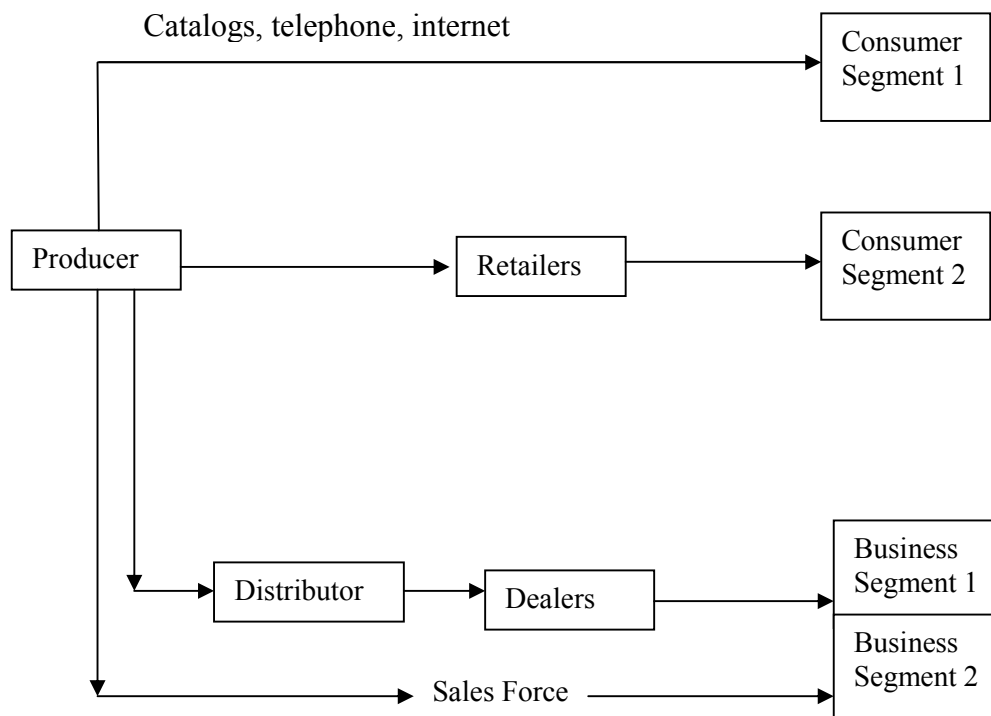 Catalogs, telephone, internet
Consumer
Segment 1
Producer
Retailers
Consumer
Segment 2
Distributor
Dealers
Business
Segment 1
Sales Force
Business
Segment 2